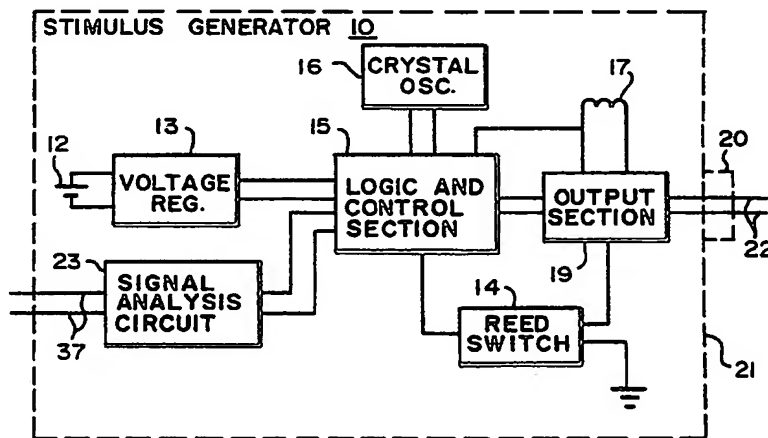 STIMULUS GENERATOR 10
16
CRYSTAL
OSC.
17
12
13
VOLTAGE
REG.
15
LOGIC AND
CONTROL
SECTION
20
OUTPUT
SECTION
19
22
23
SIGNAL
ANALYSIS
CIRCUIT
37
14
REED
SWITCH
21